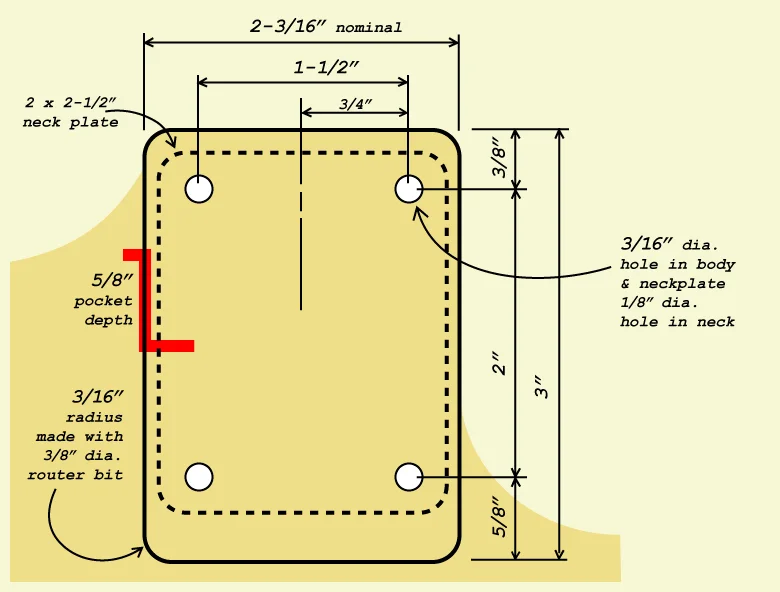 2-3/16" nominal
1-1/2"
3/4"
2 x 2-1/2"
neck plate
3/8"
3/16" dia.
hole in body
& neckplate
1/8" dia.
hole in neck
5/8"
pocket
depth
2"
3"
3/16"
radius
made with
3/8" dia.
router bit
5/8"